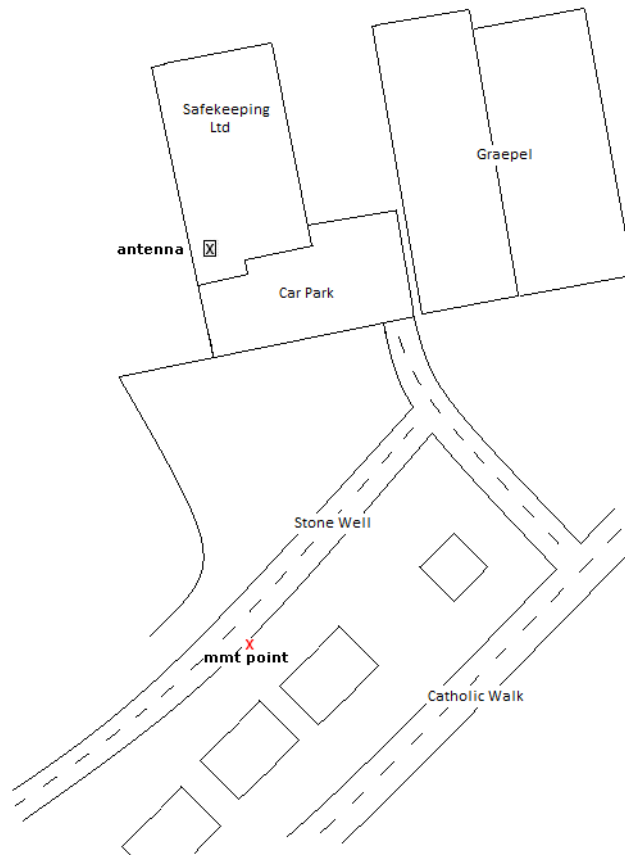 Safekeeping
Ltd
Graepel
antenna
X
Car Park
Stone Well
X
mmt point
Catholic Walk